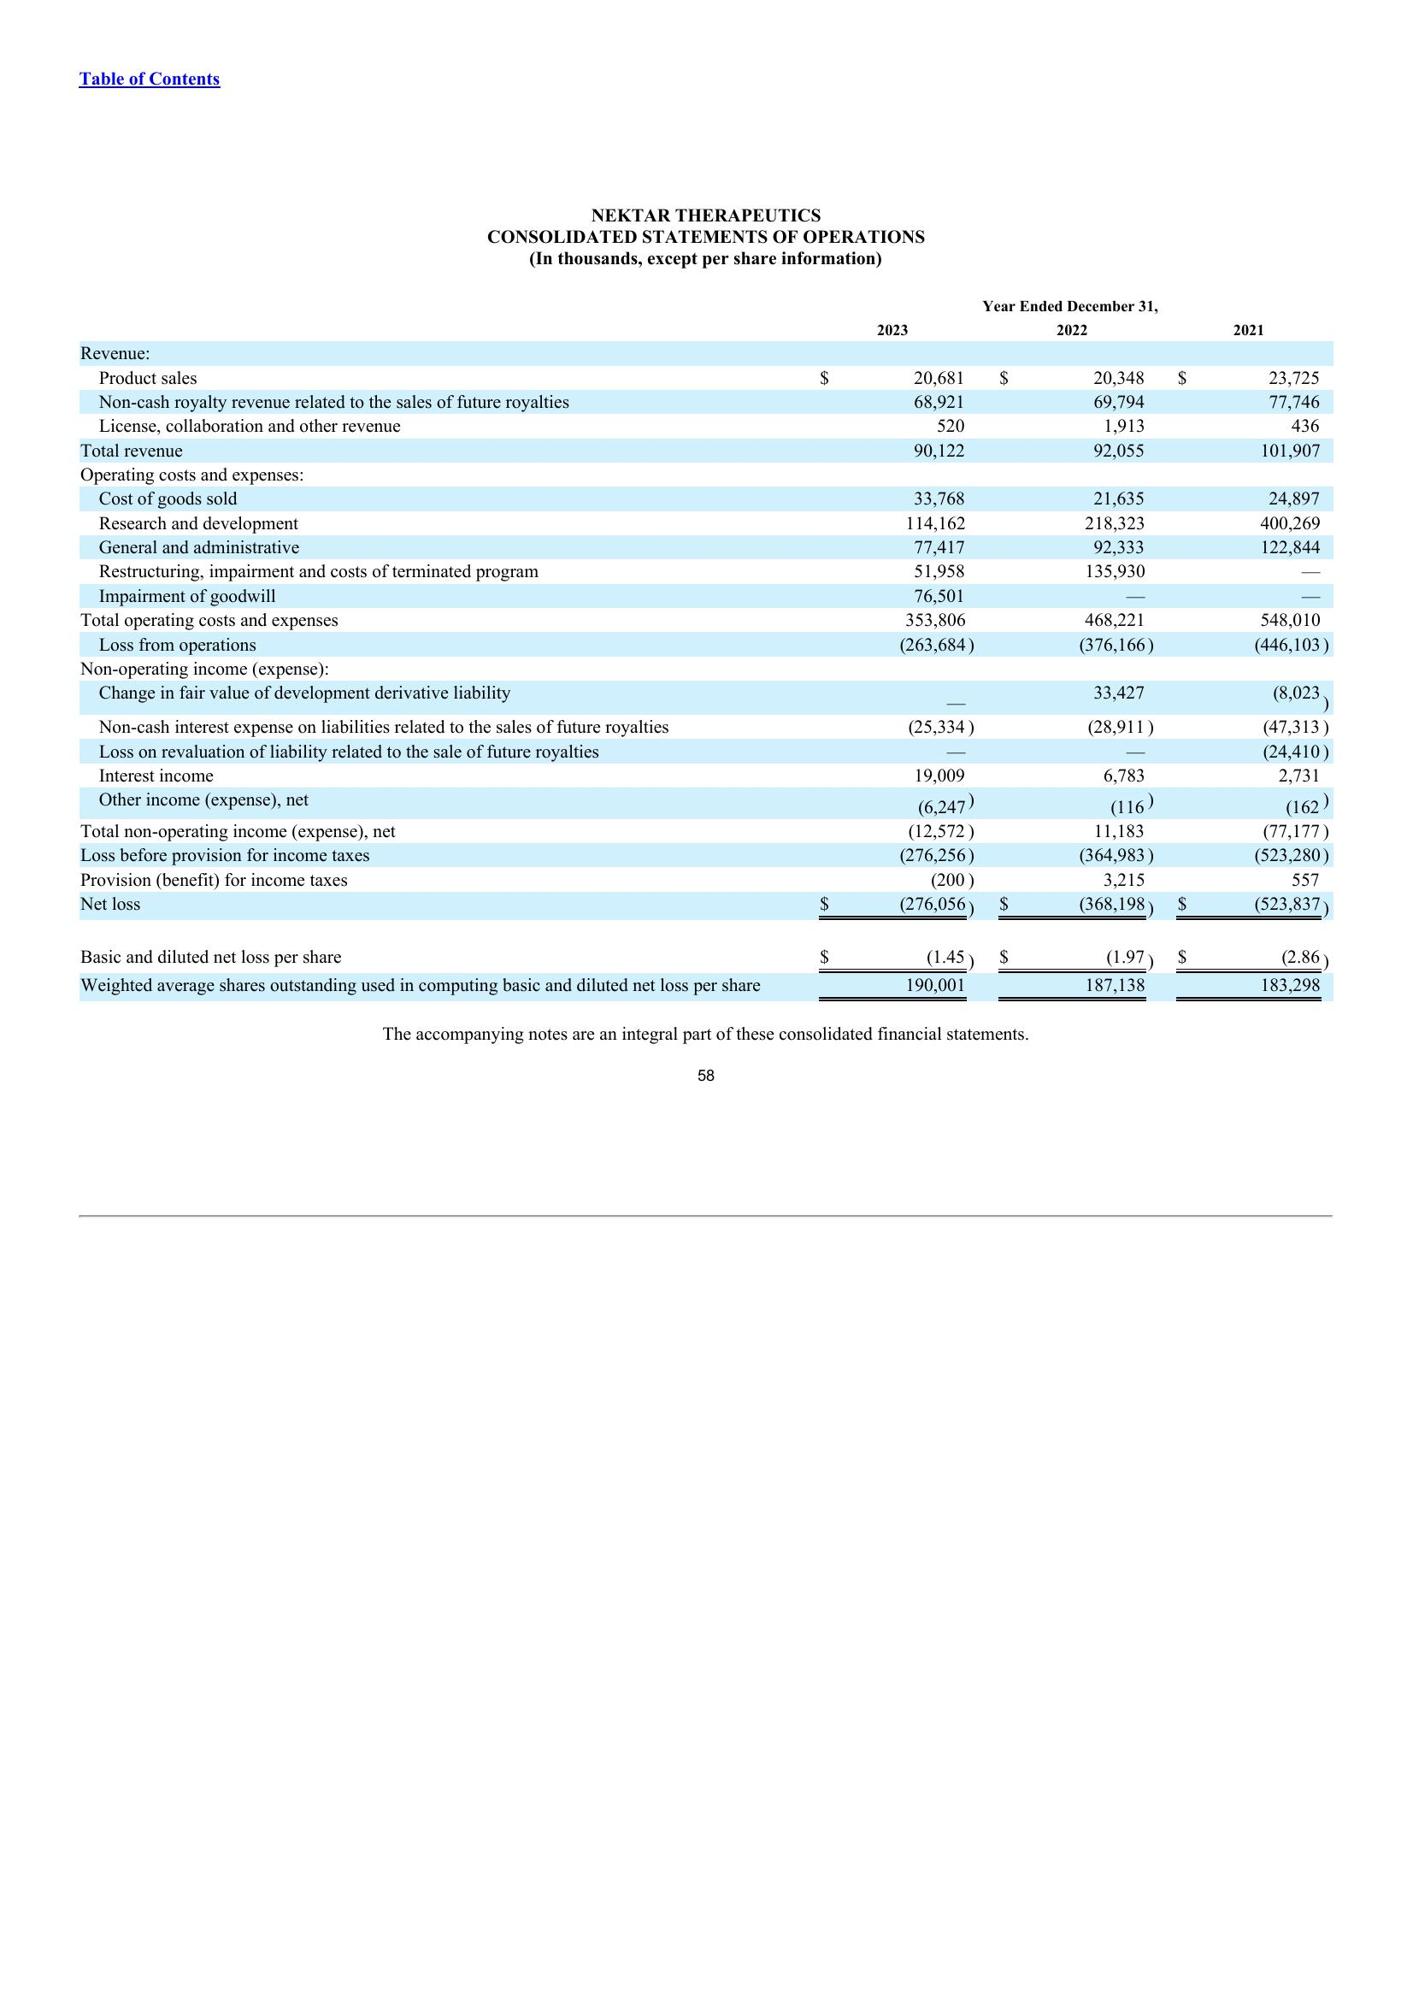 Table of Contents
NEKTAR THERAPEUTICS
CONSOLIDATED STATEMENTS OF OPERATIONS
(In thousands, except per share information)
Year Ended December 31,
2023 2022 2021
Revenue:
Product sales $ 20,681 $ 20,348 $ 23,725
Non-cash royalty revenue related to the sales of future royalties 68,921 69,794 77,746
License, collaboration and other revenue 520 1,913 436
Total revenue 90,122 92,055 101,907
Operating costs and expenses:
Cost of goods sold 33,768 21,635 24,897
Research and development 114,162 218,323 400,269
General and administrative 77,417 92,333 122,844
Restructuring, impairment and costs of terminated program 51,958 135,930 —
Impairment of goodwill 76,501 — —
Total operating costs and expenses 353,806 468,221 548,010
Loss from operations (263,684) (376,166) (446,103)
Non-operating income (expense):
Change in fair value of development derivative liability — 33,427 (8,023)
Non-cash interest expense on liabilities related to the sales of future royalties (25,334) (28,911) (47,313)
Loss on revaluation of liability related to the sale of future royalties — — (24,410)
Interest income 19,009 6,783 2,731
Other income (expense), net (6,247) (116) (162)
Total non-operating income (expense), net (12,572) 11,183 (77,177)
Loss before provision for income taxes (276,256) (364,983) (523,280)
Provision (benefit) for income taxes (200) 3,215 557
Net loss $ (276,056) $ (368,198) $ (523,837)
Basic and diluted net loss per share $ (1.45) $ (1.97) $ (2.86)
Weighted average shares outstanding used in computing basic and diluted net loss per share 190,001 187,138 183,298
The accompanying notes are an integral part of these consolidated financial statements.
58